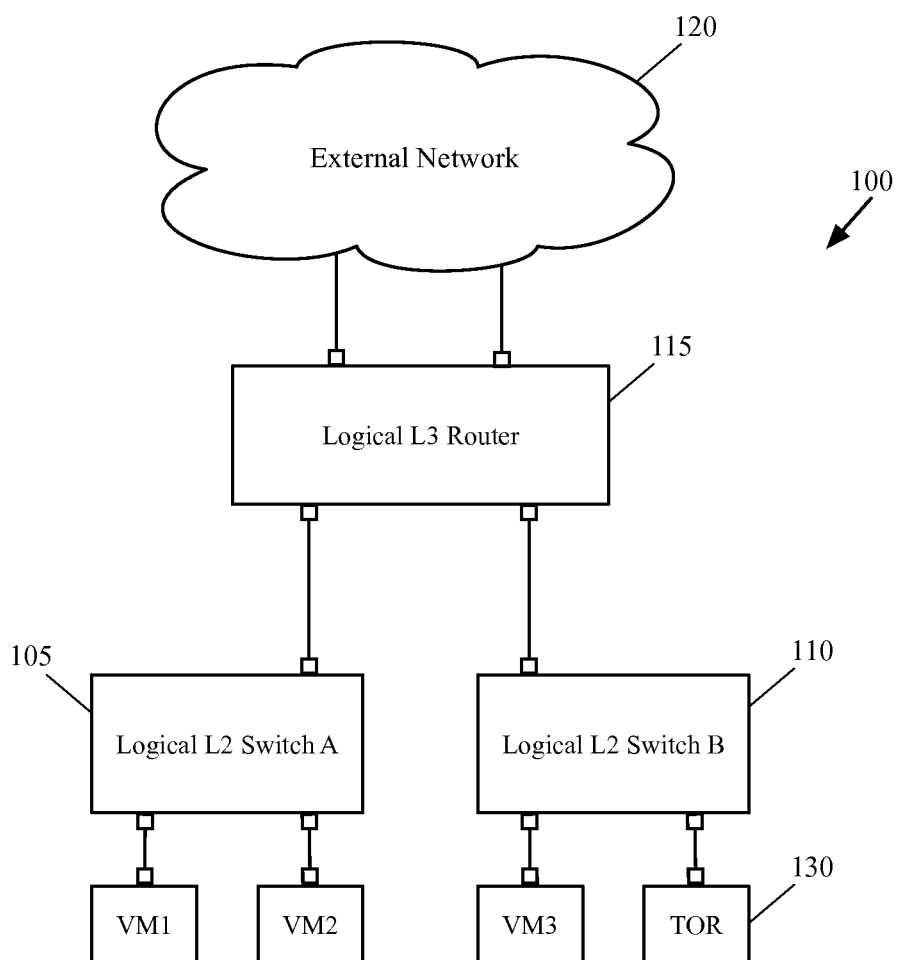 120
External Network
100
115
Logical L3 Router
105
110
Logical L2 Switch A
Logical L2 Switch B
130
VM1
VM2
VM3
TOR